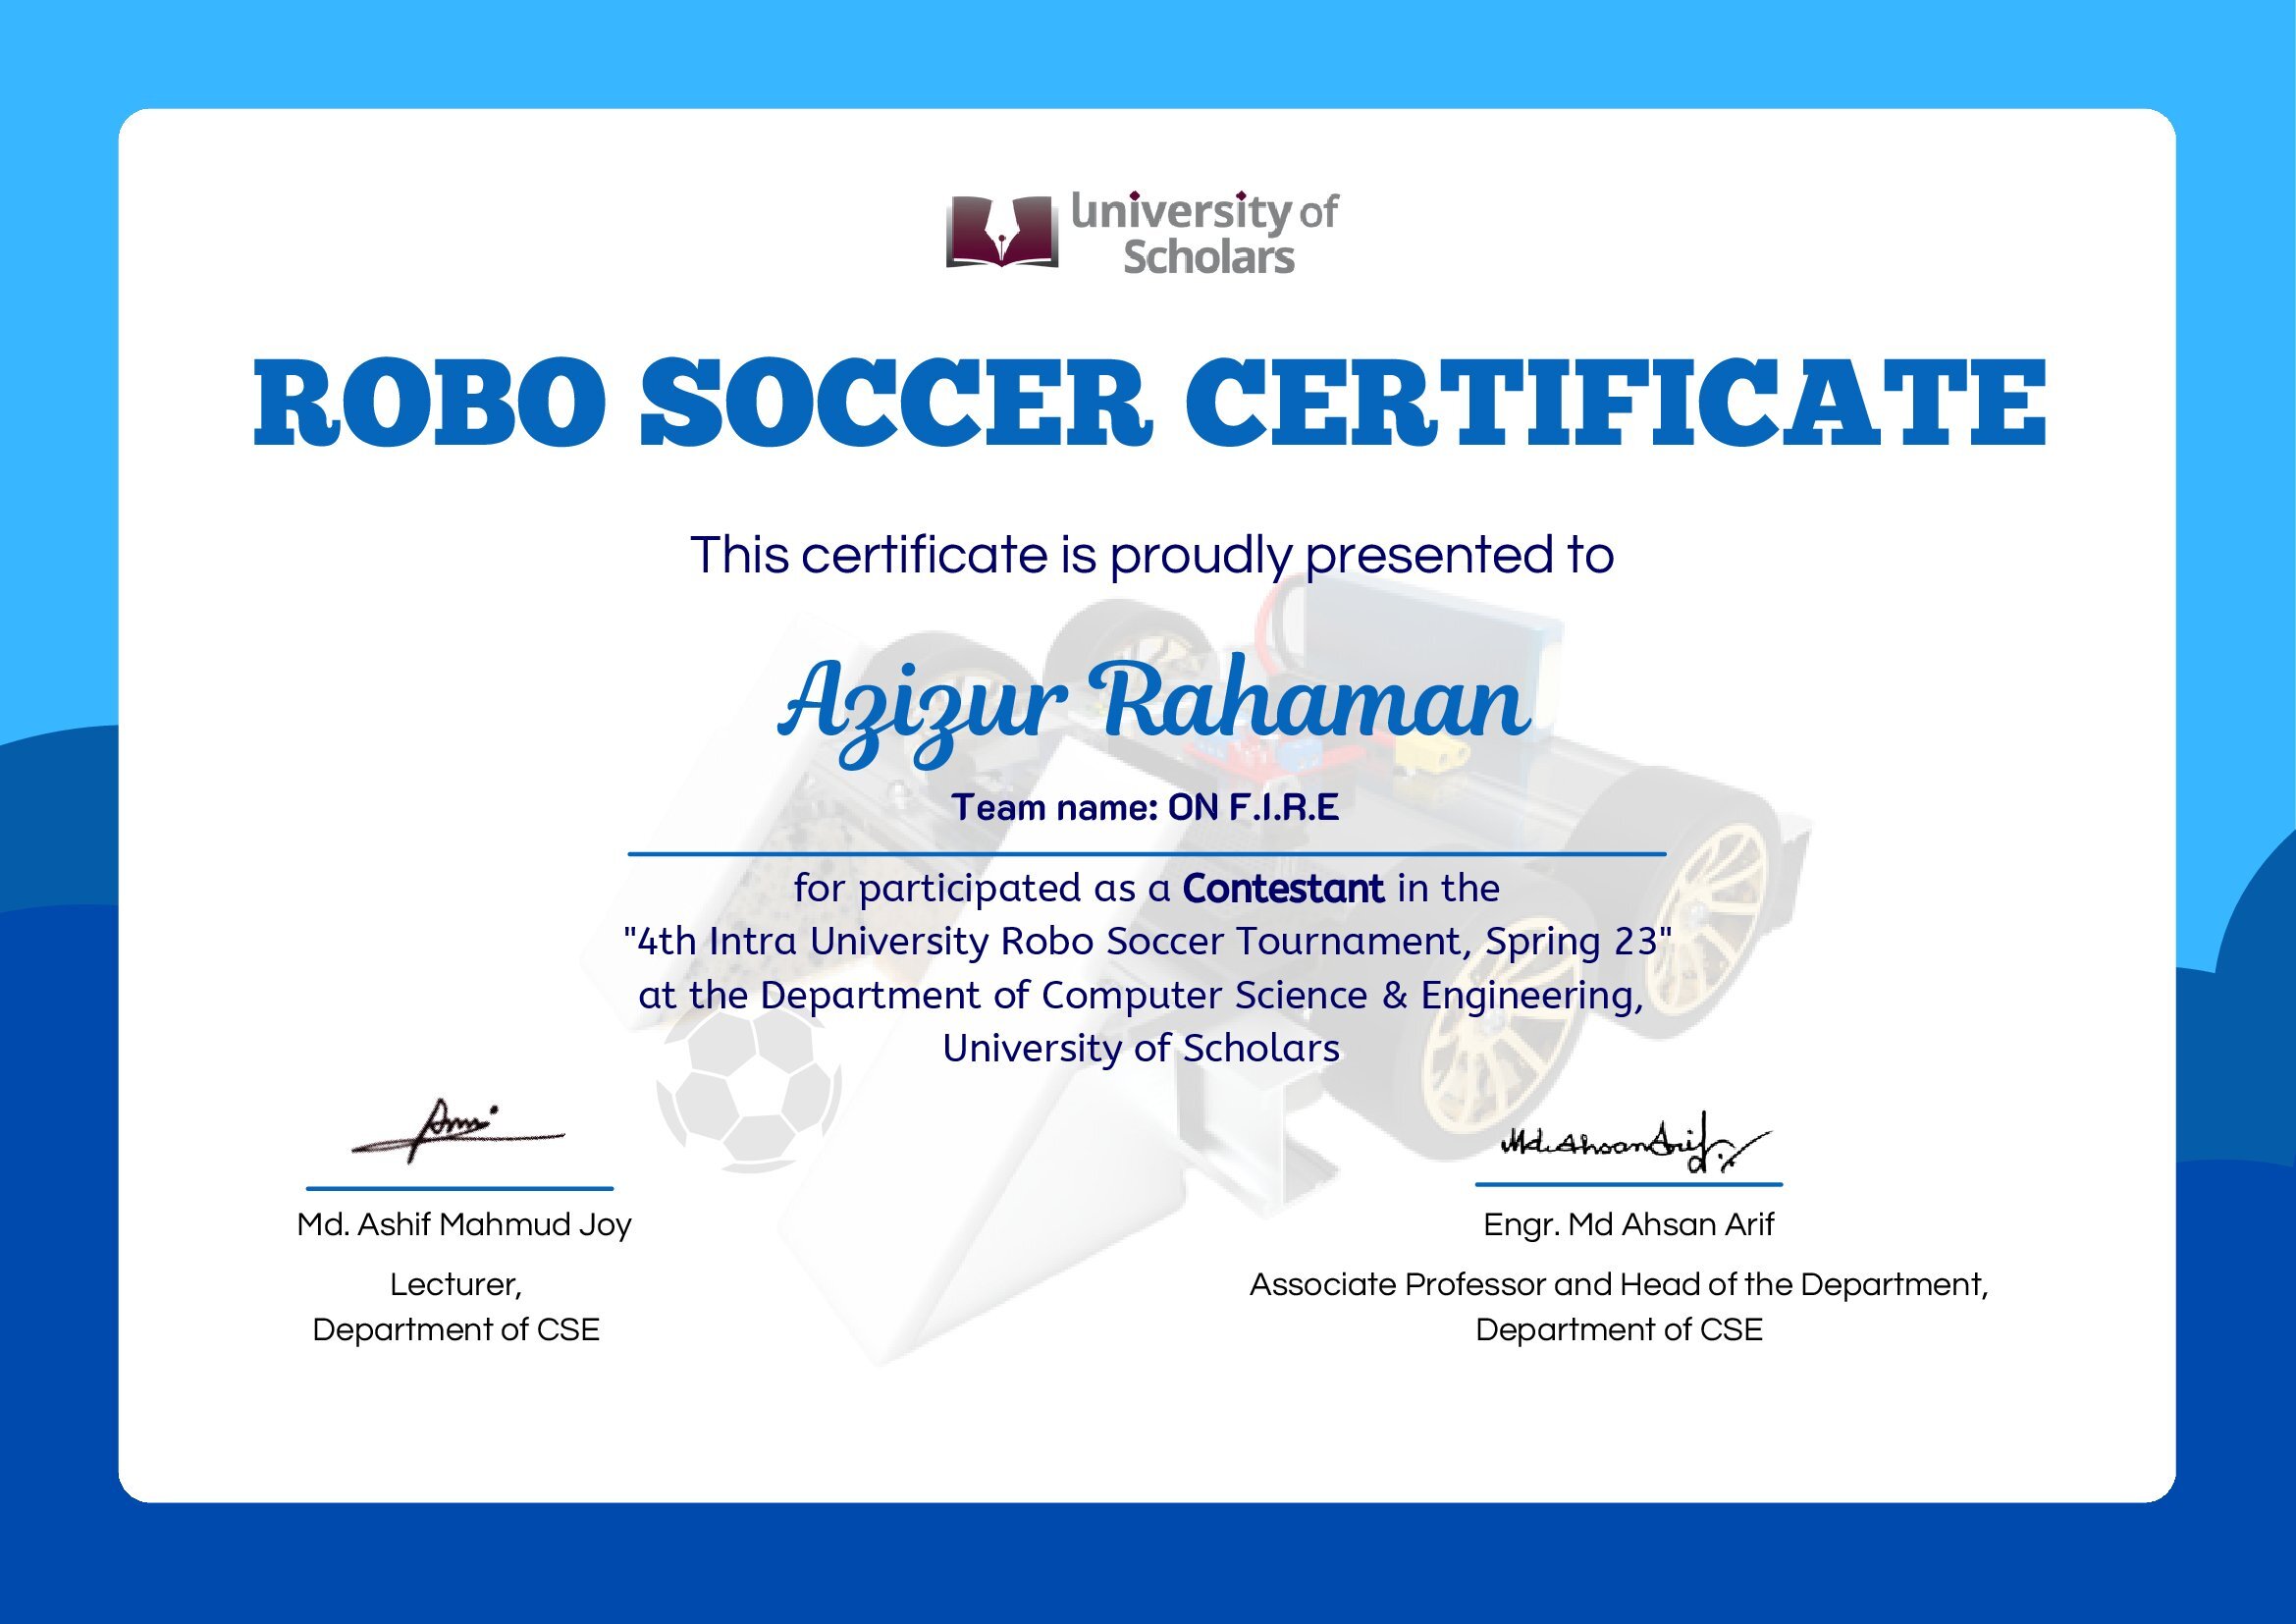 University of
Scholars
ROBO SOCCER CERTIFICATE
This certificate is proudly presented to
Azizur Rahaman
Team name: ON F.I.R.E
for participated as a Contestant in the
"4th Intra University Robo Soccer Tournament, Spring 23"
at the Department of Computer Science & Engineering,
University of Scholars
Md. Ahsan Arif
Md. Ashif Mahmud Joy
Engr. Md Ahsan Arif
Lecturer,
Department of CSE
Associate Professor and Head of the Department,
Department of CSE